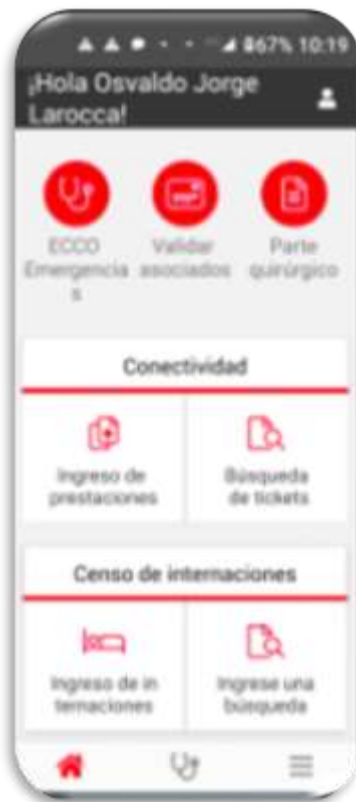 67% 10:19
¡Hola Osvaldo Jorge
Larocca!
ECCO
Emergencia
s
Validar
asociados
Parte
quirúrgico
Conectividad
Ingreso de
prestaciones
Búsqueda
de tickets
Censo de internaciones
Ingreso de in
ternaciones
Ingrese una
búsqueda